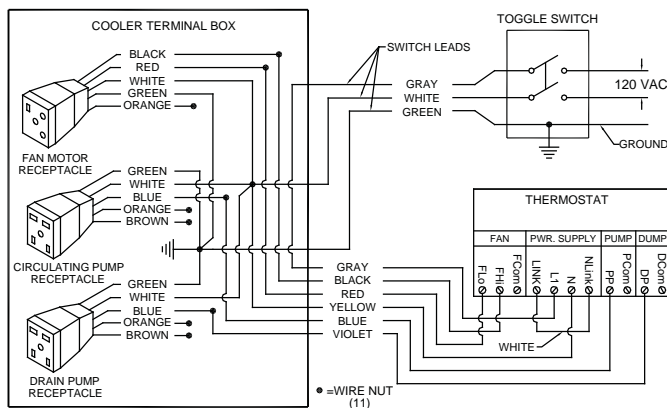 COOLER TERMINAL BOX
BLACK
RED
WHITE
GREEN
ORANGE
FAN MOTOR
RECEPTACLE
GREEN
WHITE
BLUE
ORANGE
BROWN
CIRCULATING PUMP
RECEPTACLE
GREEN
WHITE
BLUE
ORANGE
BROWN
DRAIN PUMP
RECEPTACLE
TOGGLE SWITCH
SWITCH LEADS
GRAY
WHITE
GREEN
120 VAC
GROUND
THERMOSTAT
FAN
PWR. SUPPLY
PUMP
DUMP
FLo
FHi
FCom
LINK
L1
N
NLink
PP
PCom
DP
DCom
GRAY
BLACK
RED
YELLOW
BLUE
VIOLET
WHITE
=WIRE NUT
(11)